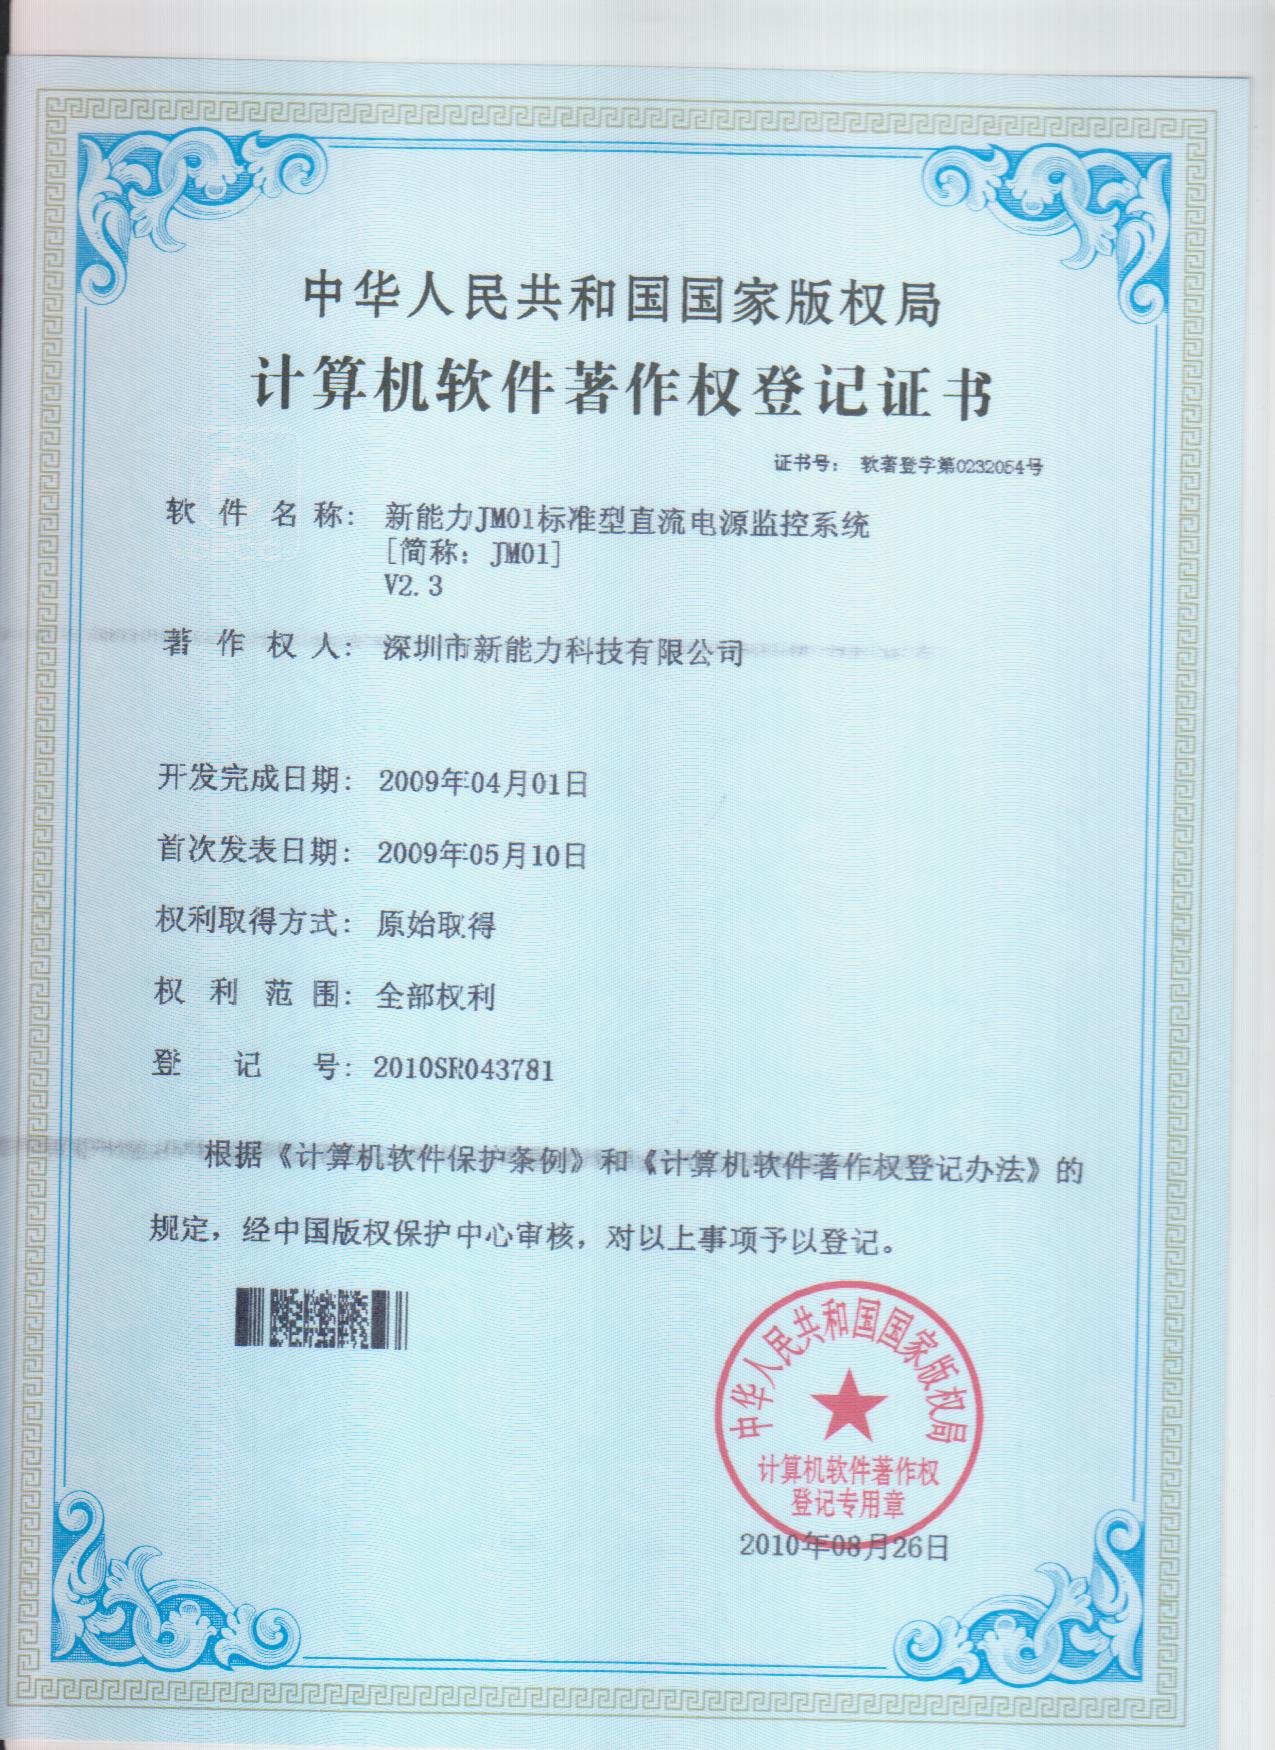 中华人民共和国国家版权局
计算机软件著作权登记证书
证书号： 软著登字第0232054号
软件名称： 新能力JM01标准型直流电源监控系统
[简称：JM01]
V2.3
著作权人： 深圳市新能力科技有限公司
开发完成日期： 2009年04月01日
首次发表日期： 2009年05月10日
权利取得方式： 原始取得
权利范围： 全部权利
登记号： 2010SR043781
根据《计算机软件保护条例》和《计算机软件著作权登记办法》的
规定，经中国版权保护中心审核，对以上事项予以登记。
中华人民共和国国家版权局
计算机软件著作权
登记专用章
2010年08月26日